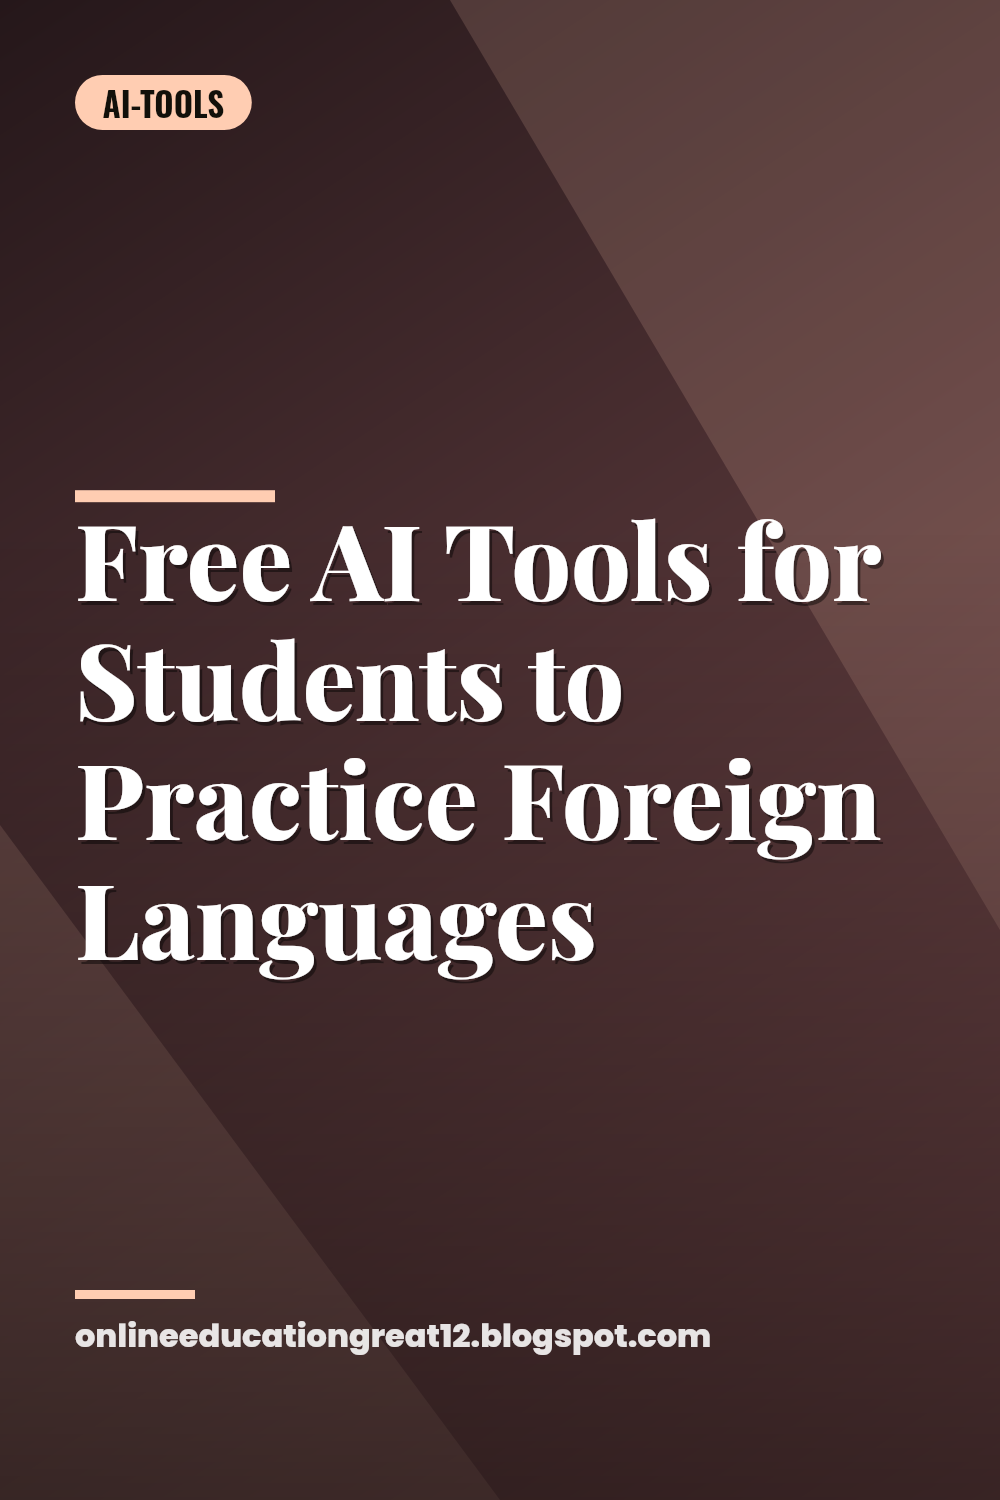 AI-TOOLS
Free AI Tools for
Students to
Practice Foreign
Languages
onlineeducationgreat12.blogspot.com